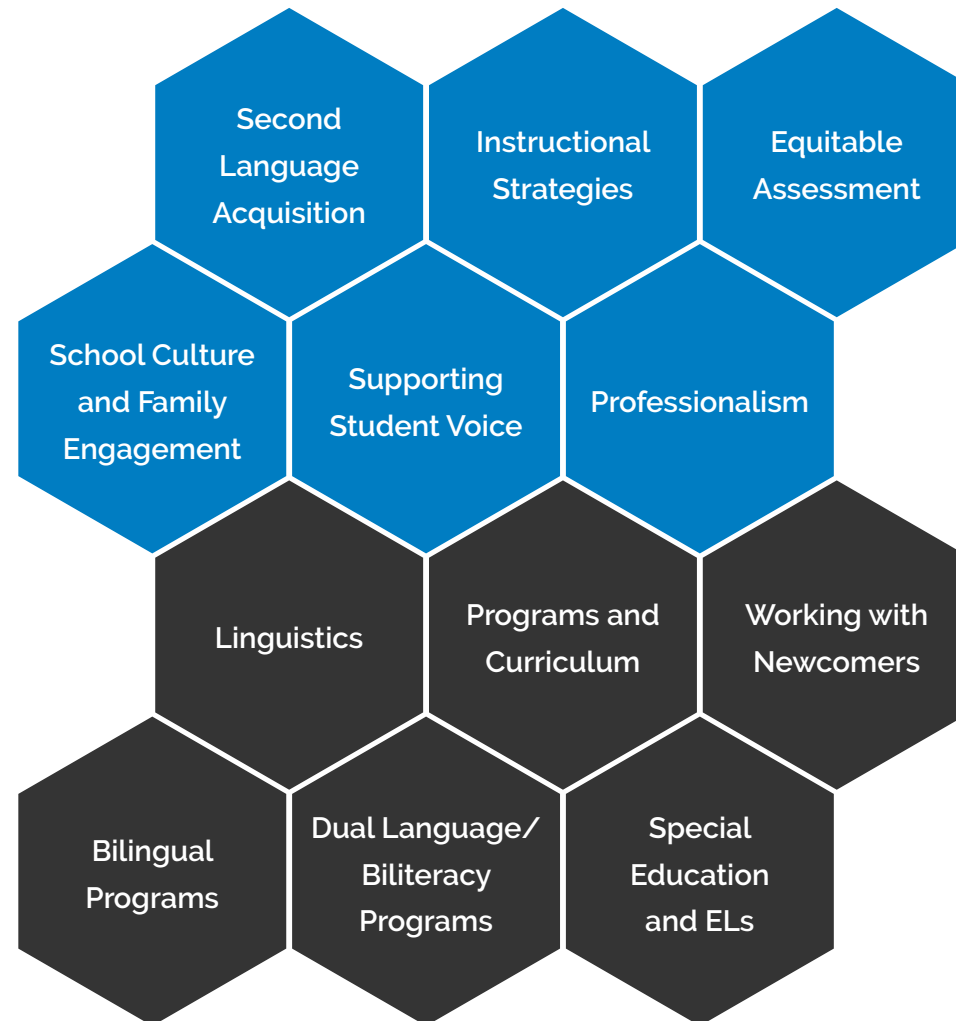 Second
Language
Acquisition
Instructional
Strategies
Equitable
Assessment
School Culture
and Family
Engagement
Supporting
Student Voice
Professionalism
Linguistics
Programs and
Curriculum
Working with
Newcomers
Bilingual
Programs
Dual Language/
Biliteracy
Programs
Special
Education
and ELs